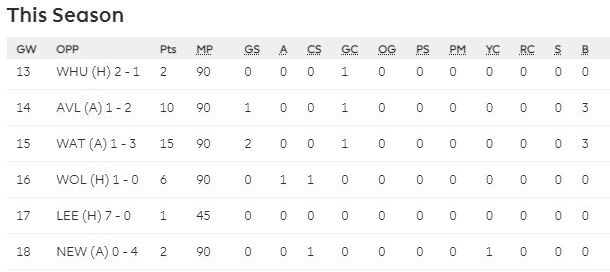 This Season
GW OPP Pts MP GS A CS GC OG PS PM YC RC S B
13 WHU (H) 2 - 1 2 90 0 0 0 1 0 0 0 0 0 0 0
14 AVL (A) 1 - 2 10 90 1 0 0 1 0 0 0 0 0 0 3
15 WAT (A) 1 - 3 15 90 2 0 0 1 0 0 0 0 0 0 3
16 WOL (H) 1 - 0 6 90 0 1 1 0 0 0 0 0 0 0 0
17 LEE (H) 7 - 0 1 45 0 0 0 0 0 0 0 0 0 0 0
18 NEW (A) 0 - 4 2 90 0 0 1 0 0 0 0 1 0 0 0